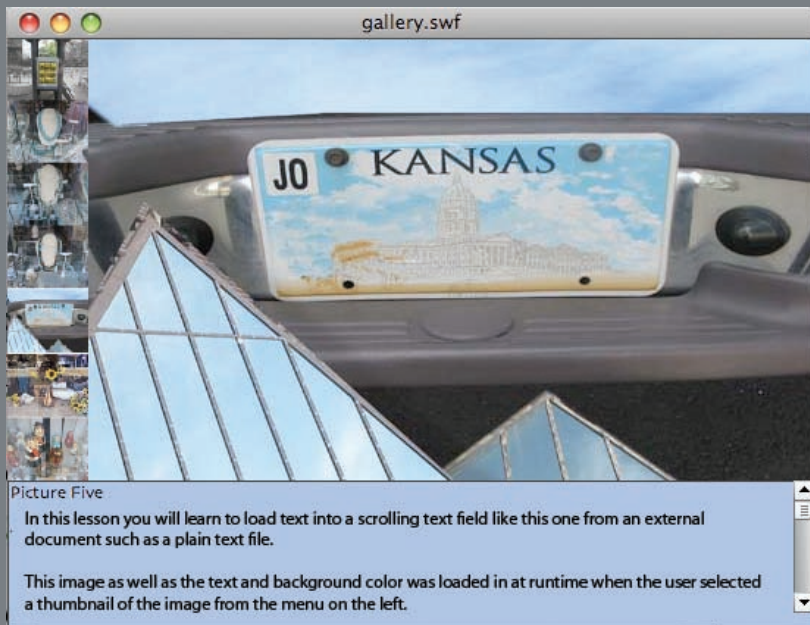 gallery.swf
JO
KANSAS
Picture Five
In this lesson you will learn to load text into a scrolling text field like this one from an external
document such as a plain text file.
This image as well as the text and background color was loaded in at runtime when the user selected
a thumbnail of the image from the menu on the left.